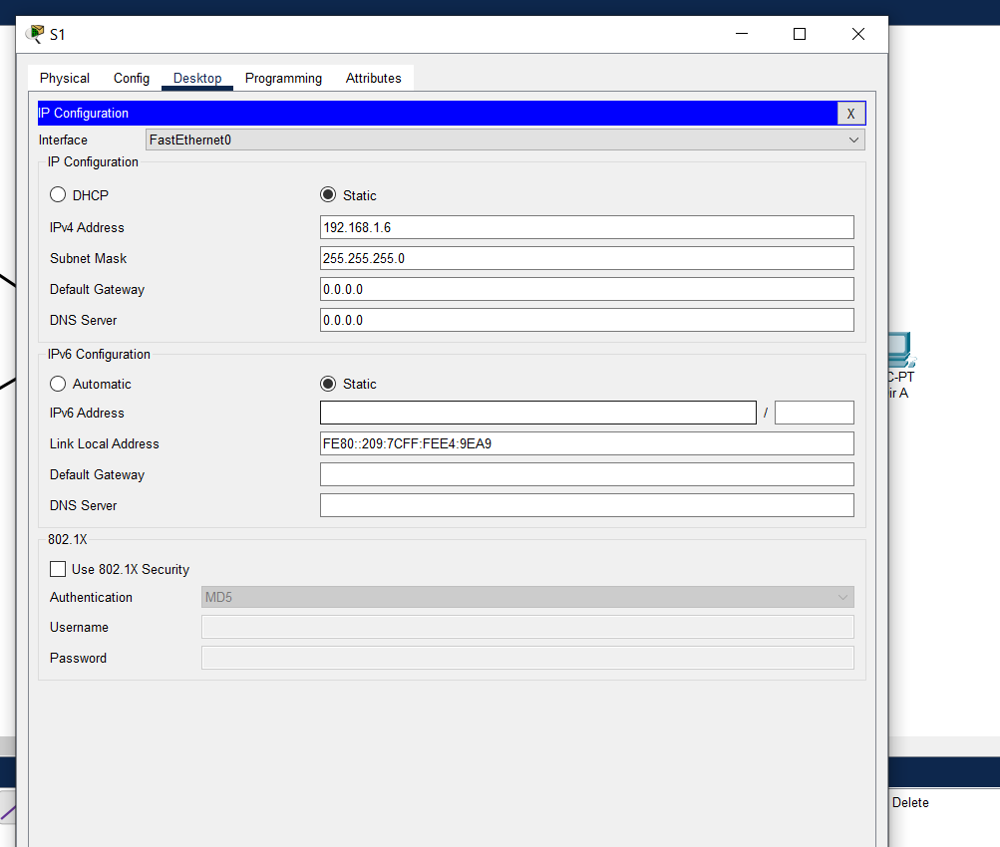 S1
Physical Config Desktop Programming Attributes
IP Configuration X
Interface FastEthernet0
IP Configuration
DHCP Static
IPv4 Address 192.168.1.6
Subnet Mask 255.255.255.0
Default Gateway 0.0.0.0
DNS Server 0.0.0.0
IPv6 Configuration
Automatic Static
IPv6 Address /
Link Local Address FE80::209:7CFF:FEE4:9EA9
Default Gateway
DNS Server
802.1X
Use 802.1X Security
Authentication MD5
Username
Password
C-PT
ir A
Delete